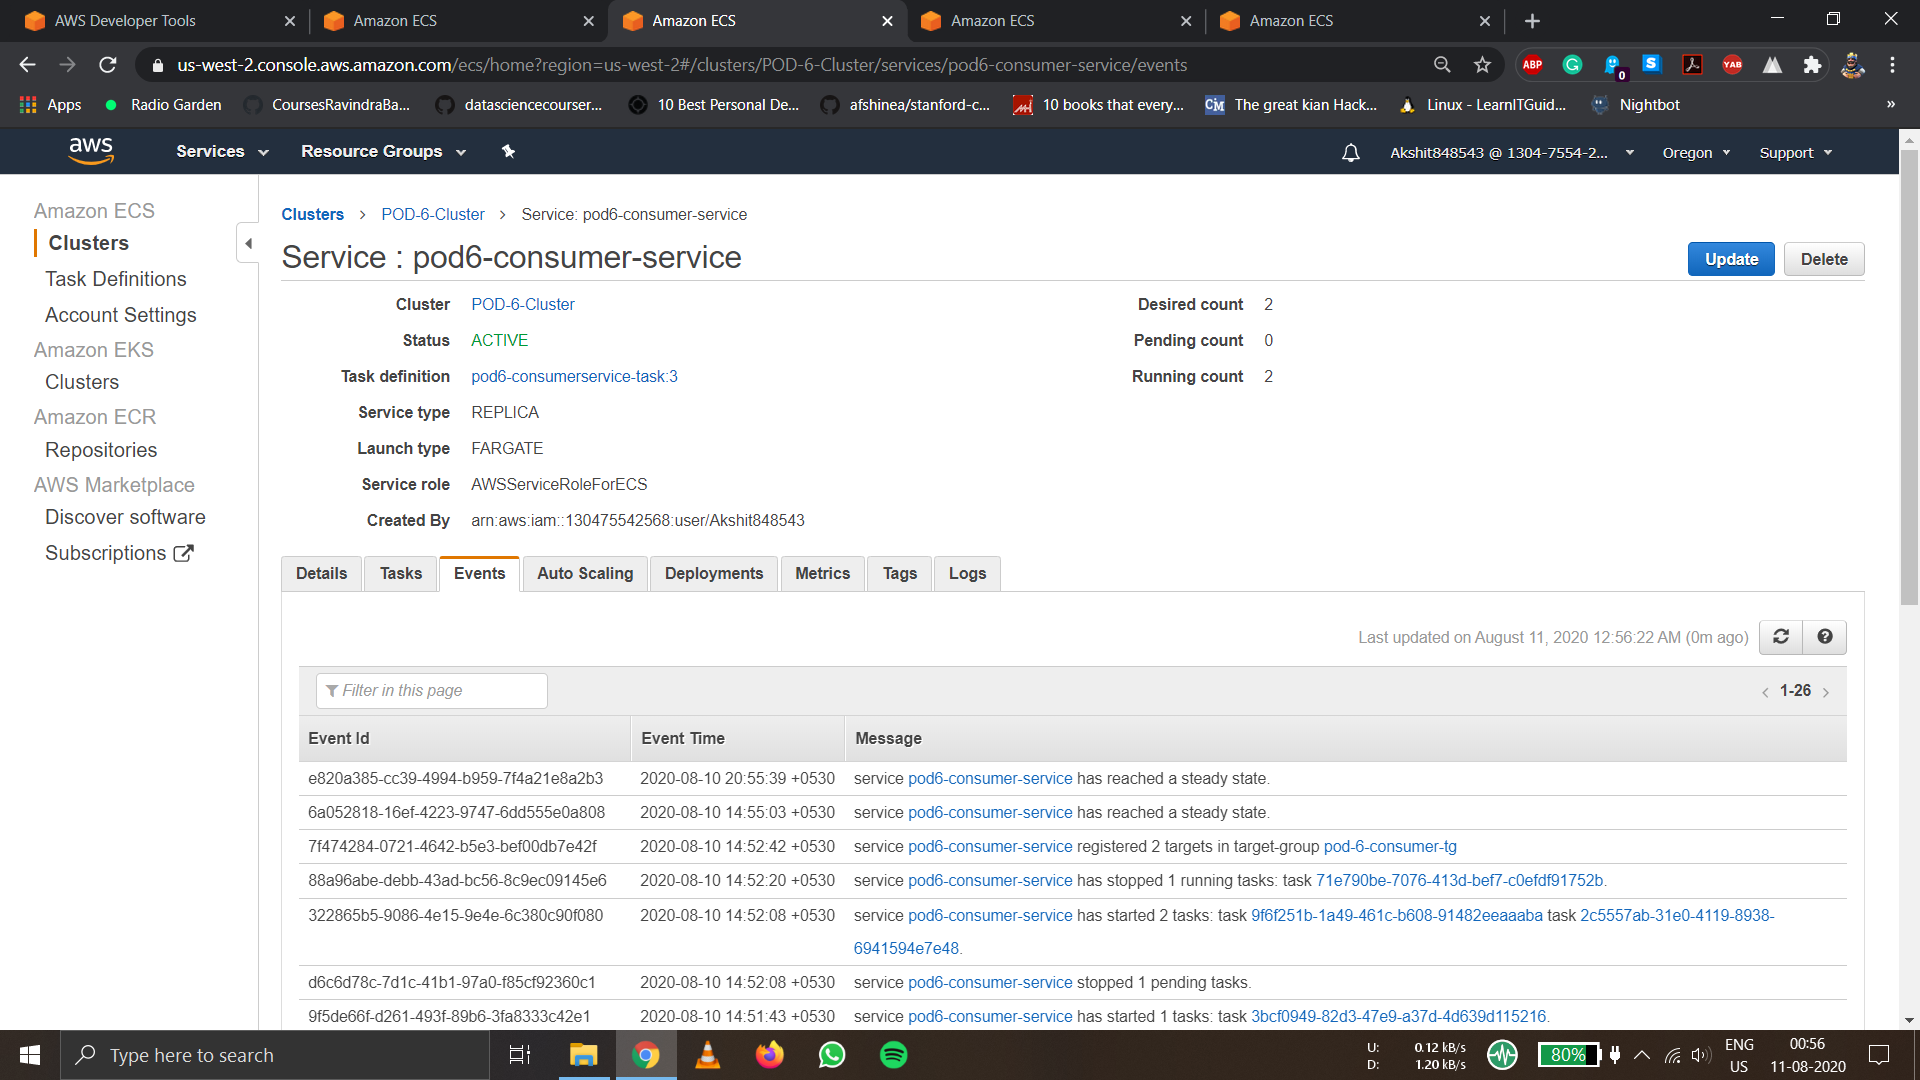 AWS Developer Tools
Amazon ECS
Amazon ECS
Amazon ECS
Amazon ECS
us-west-2.console.aws.amazon.com/ecs/home?region=us-west-2#/clusters/POD-6-Cluster/services/pod6-consumer-service/events
ABP
0
S
YAB
Apps
Radio Garden
CoursesRavindraBa...
datasciencecourser...
10 Best Personal De...
afshinea/stanford-c...
10 books that every...
CM
The great kian Hack...
Linux - LearnITGuid...
Nightbot
»
aws
Services
Resource Groups
Akshit848543 @ 1304-7554-2...
Oregon
Support
Amazon ECS
Clusters
Task Definitions
Account Settings
Amazon EKS
Clusters
Amazon ECR
Repositories
AWS Marketplace
Discover software
Subscriptions
Clusters > POD-6-Cluster > Service: pod6-consumer-service
Service : pod6-consumer-service
Update
Delete
Cluster POD-6-Cluster
Status ACTIVE
Task definition pod6-consumerservice-task:3
Service type REPLICA
Launch type FARGATE
Service role AWSServiceRoleForECS
Created By arn:aws:iam::130475542568:user/Akshit848543
Desired count 2
Pending count 0
Running count 2
Details
Tasks
Events
Auto Scaling
Deployments
Metrics
Tags
Logs
Last updated on August 11, 2020 12:56:22 AM (0m ago)
Filter in this page
< 1-26 >
Event Id Event Time Message
e820a385-cc39-4994-b959-7f4a21e8a2b3 2020-08-10 20:55:39 +0530 service pod6-consumer-service has reached a steady state.
6a052818-16ef-4223-9747-6dd555e0a808 2020-08-10 14:55:03 +0530 service pod6-consumer-service has reached a steady state.
7f474284-0721-4642-b5e3-bef00db7e42f 2020-08-10 14:52:42 +0530 service pod6-consumer-service registered 2 targets in target-group pod-6-consumer-tg
88a96abe-debb-43ad-bc56-8c9ec09145e6 2020-08-10 14:52:20 +0530 service pod6-consumer-service has stopped 1 running tasks: task 71e790be-7076-413d-bef7-c0efdf91752b.
322865b5-9086-4e15-9e4e-6c380c90f080 2020-08-10 14:52:08 +0530 service pod6-consumer-service has started 2 tasks: task 9f6f251b-1a49-461c-b608-91482eeaaaba task 2c5557ab-31e0-4119-8938-
6941594e7e48.
d6c6d78c-7d1c-41b1-97a0-f85cf92360c1 2020-08-10 14:52:08 +0530 service pod6-consumer-service stopped 1 pending tasks.
9f5de66f-d261-493f-89b6-3fa8333c42e1 2020-08-10 14:51:43 +0530 service pod6-consumer-service has started 1 tasks: task 3bcf0949-82d3-47e9-a37d-4d639d115216.
Type here to search
U: 0.12 kB/s
D: 1.20 kB/s
80%
ENG
US
00:56
11-08-2020